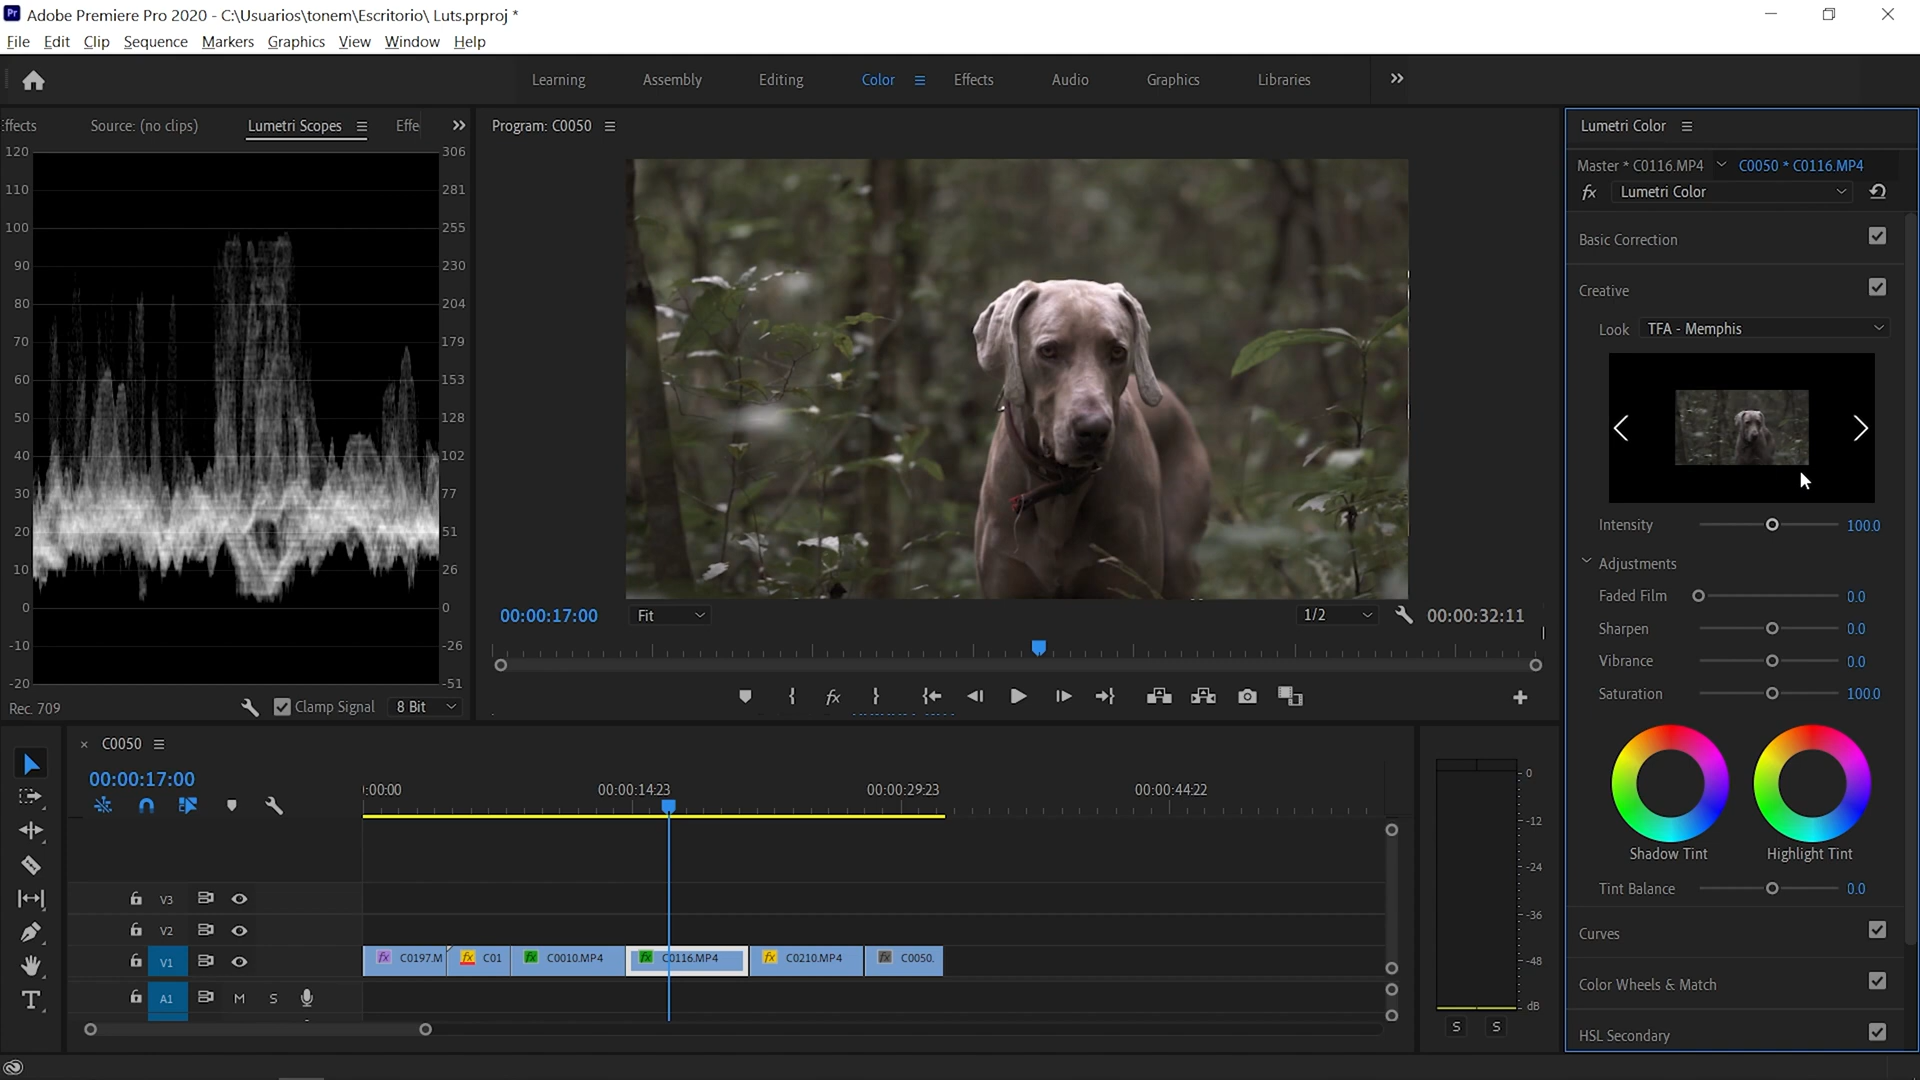 Adobe Premiere Pro 2020 - C:\Usuarios\tonem\Escritorio\ Luts.prproj *
File Edit Clip Sequence Markers Graphics View Window Help
Learning Assembly Editing Color Effects Audio Graphics Libraries
ffects Source: (no clips) Lumetri Scopes Effe
Program: C0050
Lumetri Color
120 306
110 281
100 255
90 230
80 204
70 179
60 153
50 128
40 102
30 77
20 51
10 26
0 0
-10 -26
-20 -51
Rec. 709 Clamp Signal 8 Bit
00:00:17:00 Fit 1/2 00:00:32:11
Master * C0116.MP4 C0050 * C0116.MP4
fx Lumetri Color
Basic Correction
Creative
Look TFA - Memphis
Intensity 100.0
Adjustments
Faded Film 0.0
Sharpen 0.0
Vibrance 0.0
Saturation 100.0
Shadow Tint Highlight Tint
Tint Balance 0.0
Curves
Color Wheels & Match
HSL Secondary
× C0050
00:00:17:00
:00:00 00:00:14:23 00:00:29:23 00:00:44:22
V3
V2
V1 fx C0197.M fx C01 fx C0010.MP4 fx C0116.MP4 fx C0210.MP4 fx C0050.
A1 M S
T
0
-12
-24
-36
-48
dB
S S